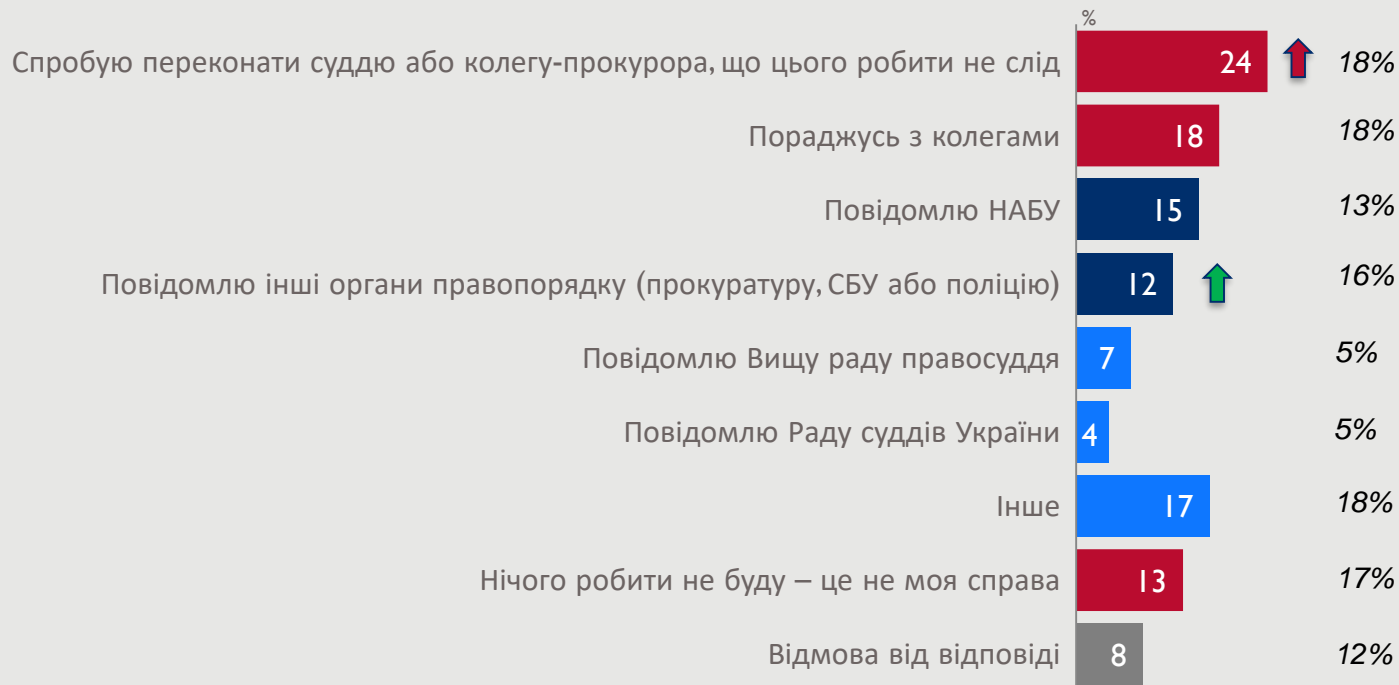 %
Спробую переконати суддю або колегу-прокурора, що цього робити не слід 24 18%
Пораджусь з колегами 18 18%
Повідомлю НАБУ 15 13%
Повідомлю інші органи правопорядку (прокуратуру, СБУ або поліцію) 12 16%
Повідомлю Вищу раду правосуддя 7 5%
Повідомлю Раду суддів України 4 5%
Інше 17 18%
Нічого робити не буду – це не моя справа 13 17%
Відмова від відповіді 8 12%